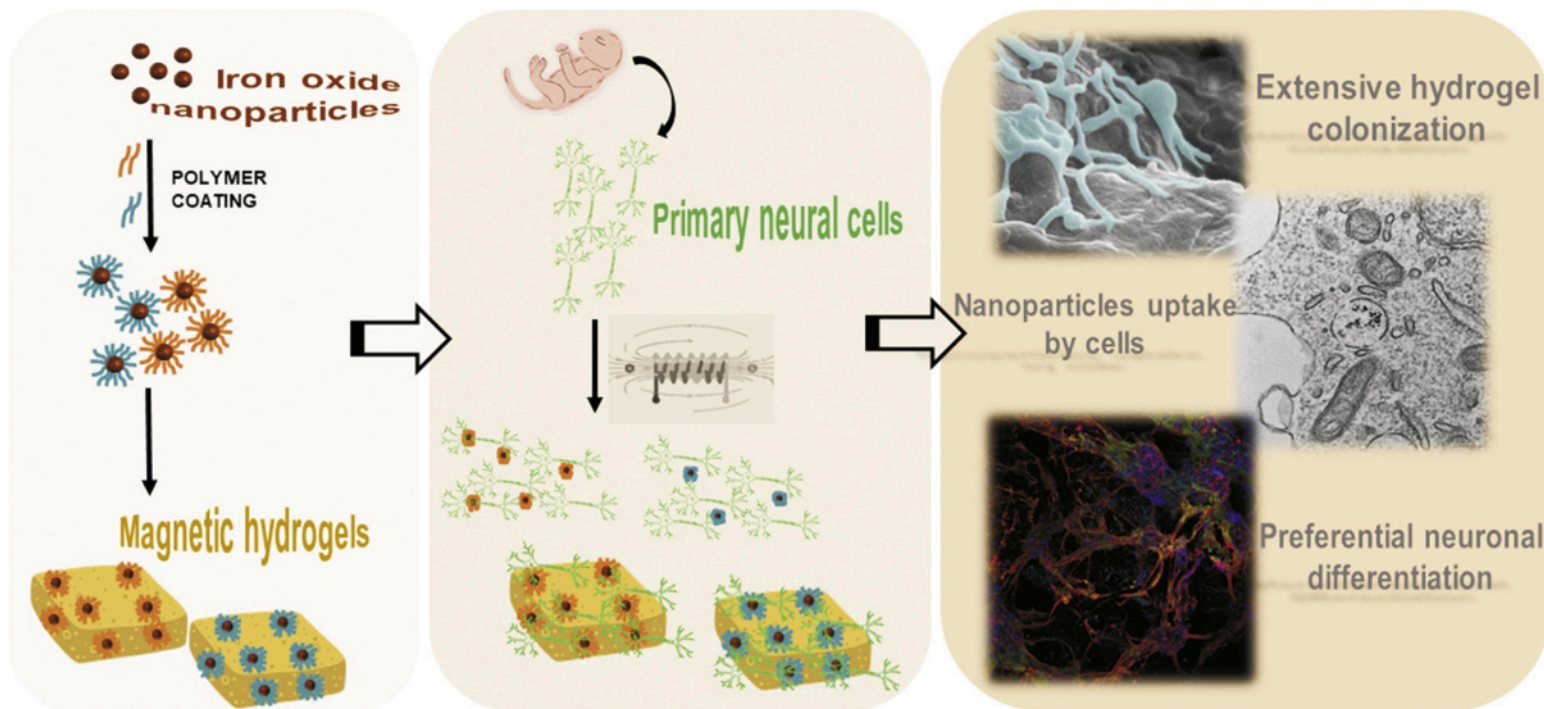 Iron oxide
nanoparticles
POLYMER
COATING
Magnetic hydrogels
Primary neural cells
Extensive hydrogel
colonization
Nanoparticles uptake
by cells
Preferential neuronal
differentiation